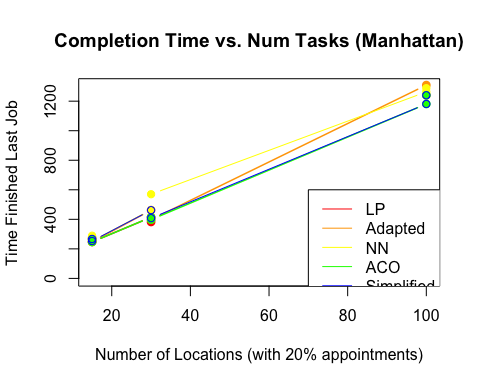 Completion Time vs. Num Tasks (Manhattan)
Time Finished Last Job
0
400
800
1200
LP
Adapted
NN
ACO
Simplified
20
40
60
80
100
Number of Locations (with 20% appointments)